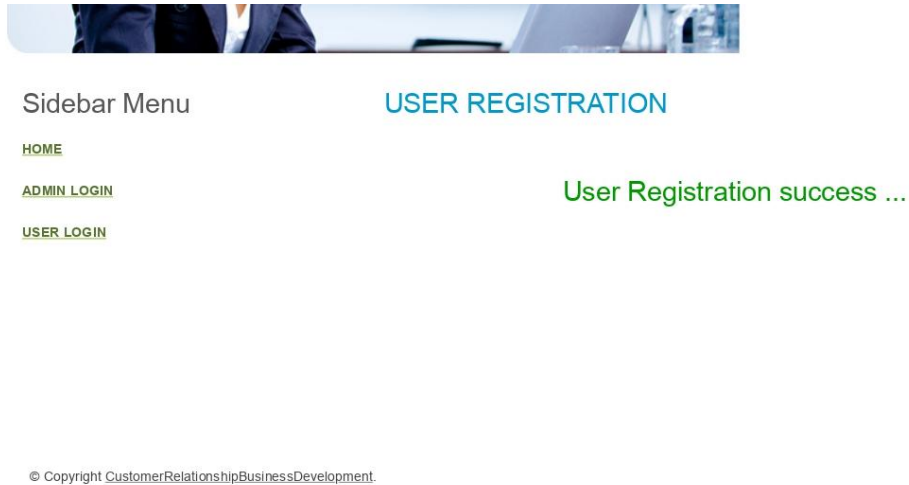 Sidebar Menu
USER REGISTRATION
HOME
ADMIN LOGIN
User Registration success ...
USER LOGIN
© Copyright CustomerRelationshipBusinessDevelopment.